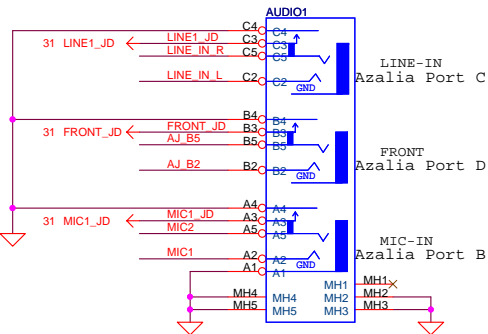 AUDIO1
C4 C4
31 LINE1_JD LINE1_JD C3 C3
LINE_IN_R C5 C5
LINE-IN
LINE_IN_L C2 C2
Azalia Port C
GND
B4 B4
31 FRONT_JD FRONT_JD B3 B3
AJ_B5 B5 B5
FRONT
AJ_B2 B2 B2
Azalia Port D
GND
A4 A4
31 MIC1_JD MIC1_JD A3 A3
MIC2 A5 A5
MIC-IN
MIC1 A2 A2
Azalia Port B
GND
A1 A1
MH1 MH1
MH4 MH4 MH2 MH2
MH5 MH5 MH3 MH3